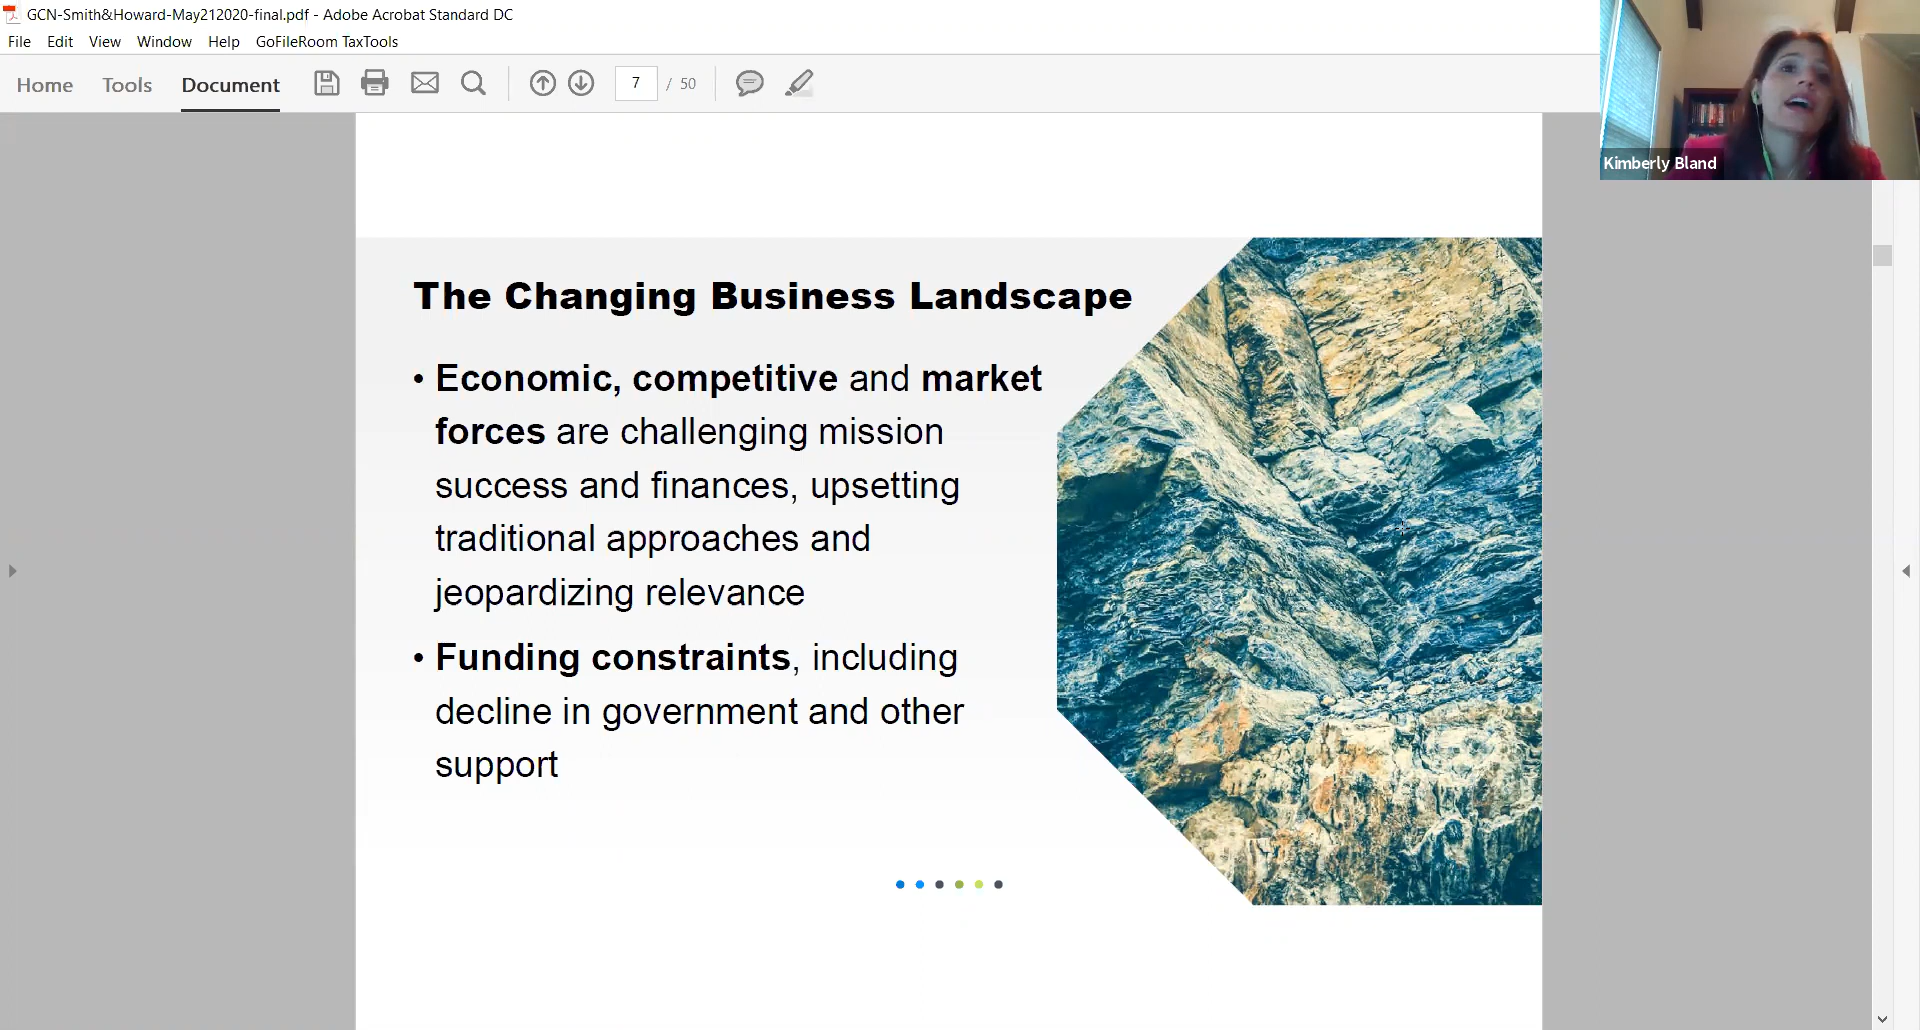 GCN-Smith&Howard-May212020-final.pdf - Adobe Acrobat Standard DC
File Edit View Window Help GoFileRoom TaxTools
Home Tools Document 7 / 50
Kimberly Bland
The Changing Business Landscape
• Economic, competitive and market
forces are challenging mission
success and finances, upsetting
traditional approaches and
jeopardizing relevance
• Funding constraints, including
decline in government and other
support